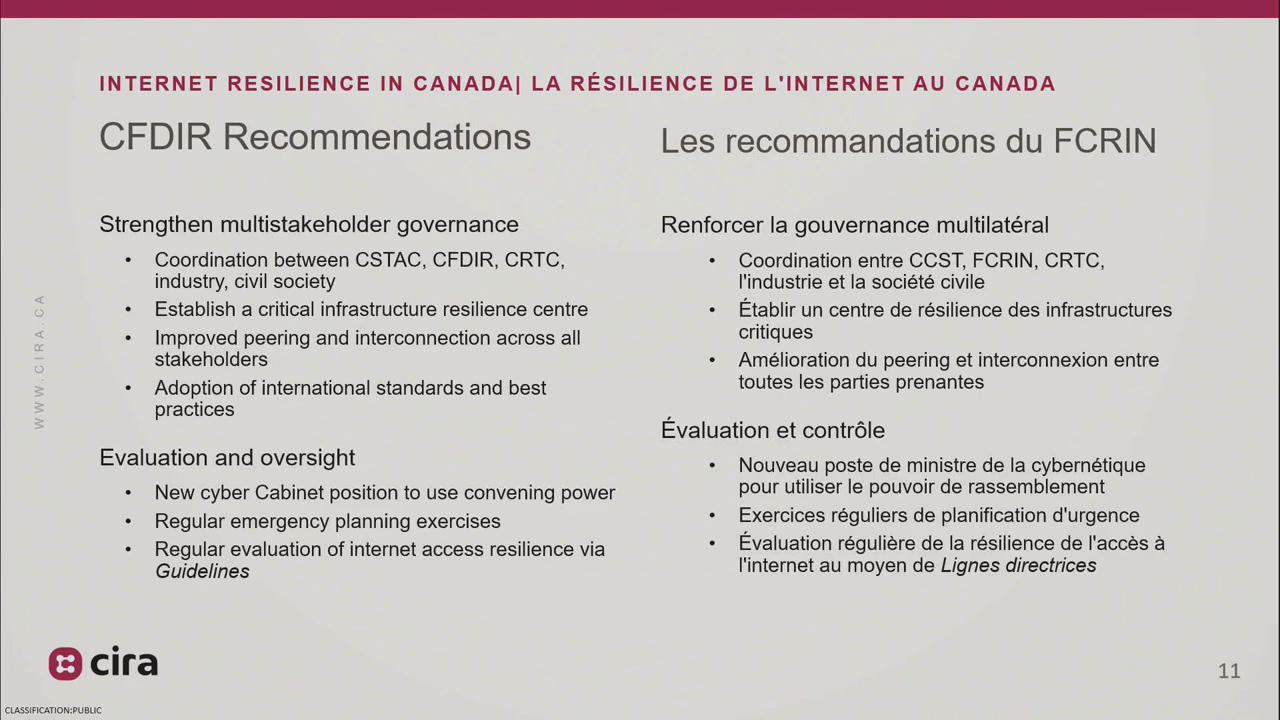 INTERNET RESILIENCE IN CANADA| LA RÉSILIENCE DE L'INTERNET AU CANADA
CFDIR Recommendations
Strengthen multistakeholder governance
• Coordination between CSTAC, CFDIR, CRTC,
industry, civil society
• Establish a critical infrastructure resilience centre
• Improved peering and interconnection across all
stakeholders
• Adoption of international standards and best
practices
Evaluation and oversight
• New cyber Cabinet position to use convening power
• Regular emergency planning exercises
• Regular evaluation of internet access resilience via
Guidelines
Les recommandations du FCRIN
Renforcer la gouvernance multilatéral
• Coordination entre CCST, FCRIN, CRTC,
l'industrie et la société civile
• Établir un centre de résilience des infrastructures
critiques
• Amélioration du peering et interconnexion entre
toutes les parties prenantes
Évaluation et contrôle
• Nouveau poste de ministre de la cybernétique
pour utiliser le pouvoir de rassemblement
• Exercices réguliers de planification d'urgence
• Évaluation régulière de la résilience de l'accès à
l'internet au moyen de Lignes directrices
WWW.CIRA.CA
cira
11
CLASSIFICATION:PUBLIC